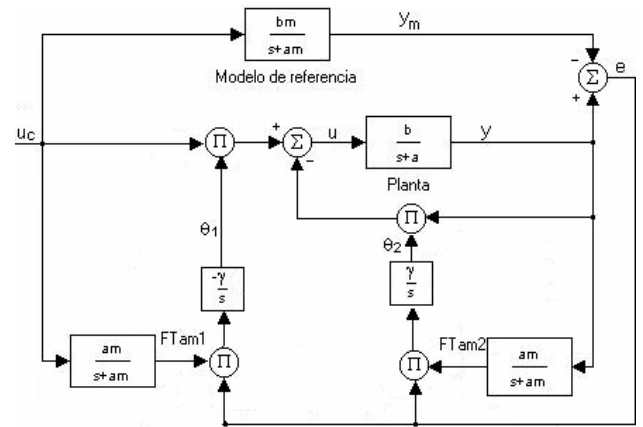 bm
s+am
ym
Modelo de referencia
-
Σ
e
+
uc
Π
+
Σ
-
u
b
s+a
y
Planta
Π
θ1
θ2
-γ
s
γ
s
am
s+am
FTam1
Π
Π
FTam2
am
s+am